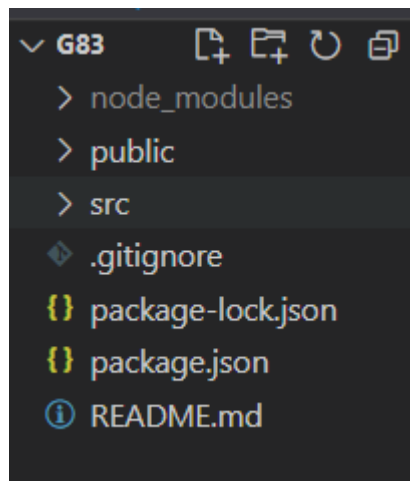 G83
node_modules
public
src
.gitignore
package-lock.json
package.json
README.md